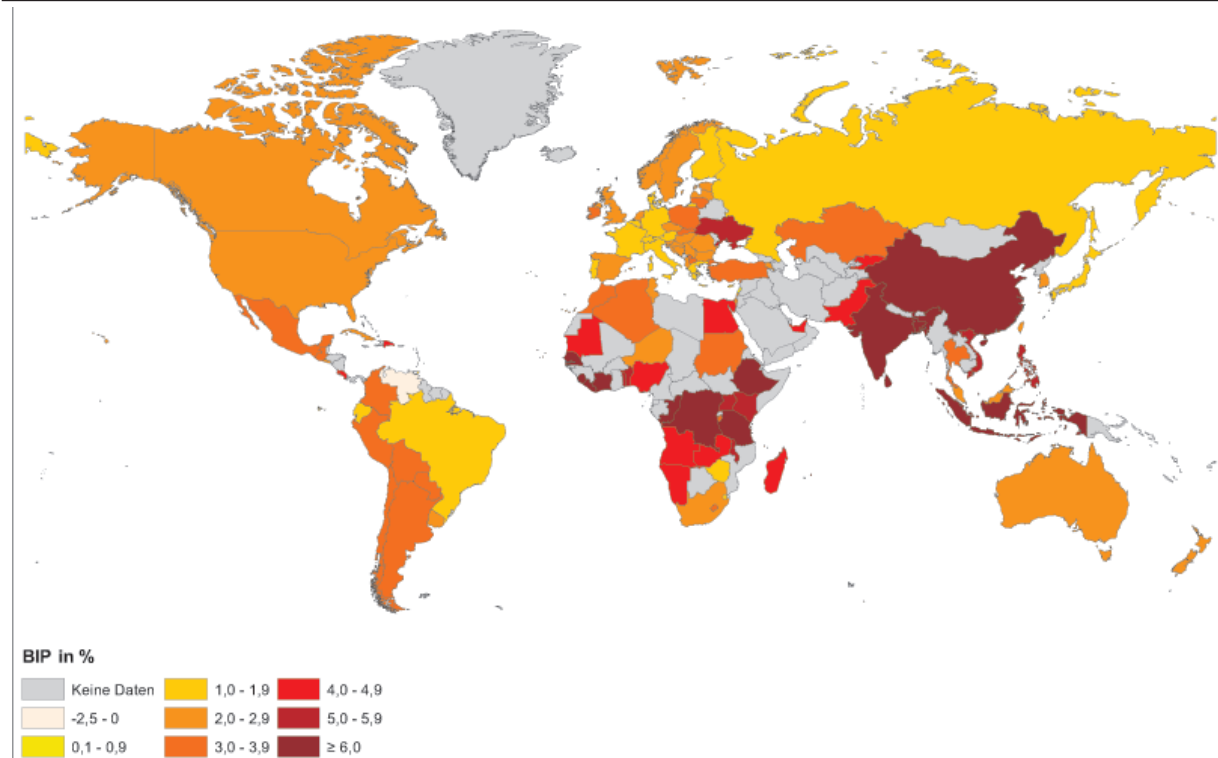 BIP in %
Keine Daten
-2,5 - 0
0,1 - 0,9
1,0 - 1,9
2,0 - 2,9
3,0 - 3,9
4,0 - 4,9
5,0 - 5,9
≥ 6,0